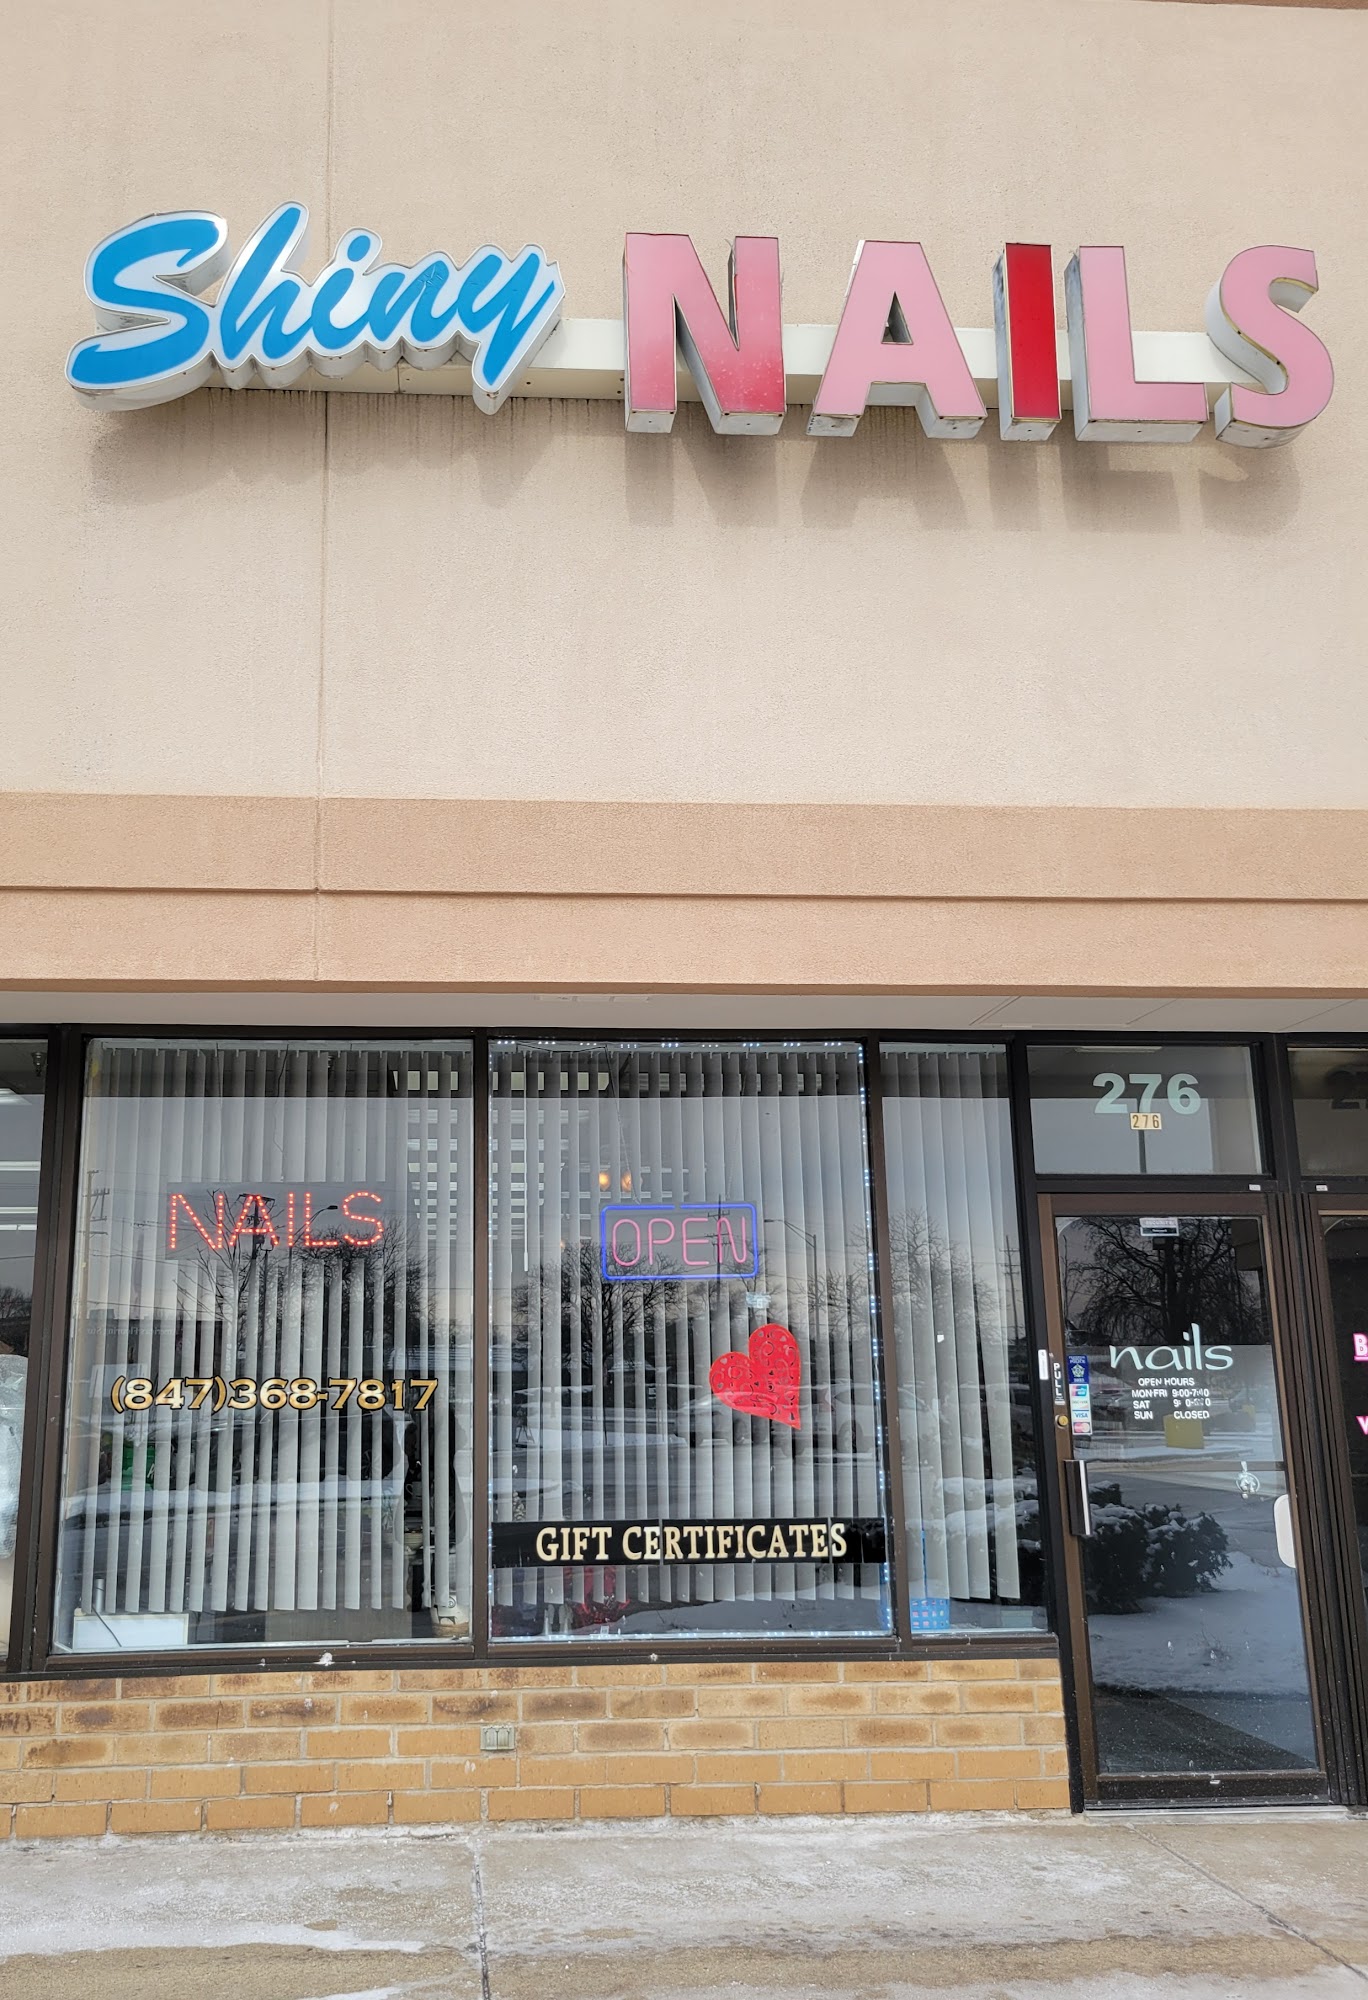 Shiny NAILS
276
276
NAILS
OPEN
nails
PULL
OPEN HOURS
MON-FRI
SAT
SUN CLOSED
VISA
(847)368-7817
GIFT CERTIFICATES